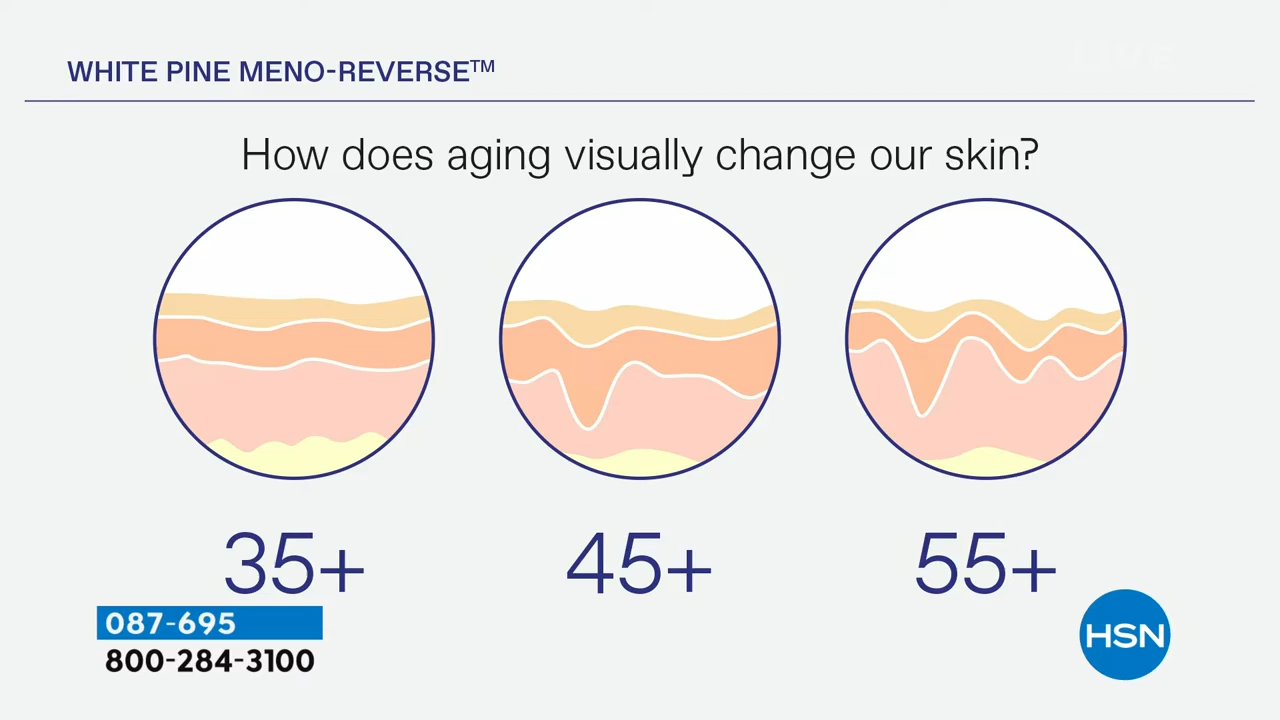 WHITE PINE MENO-REVERSE™
How does aging visually change our skin?
35+
45+
55+
087-695
800-284-3100
HSN